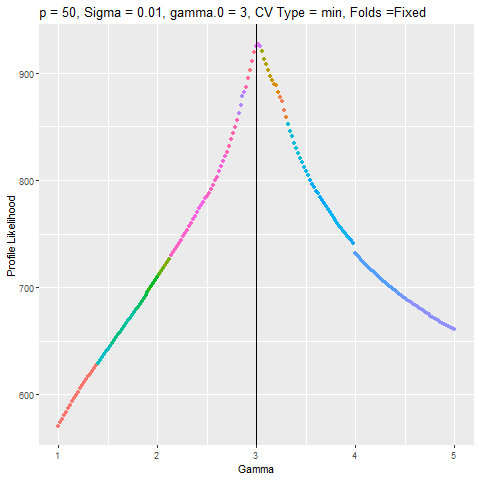 p = 50, Sigma = 0.01, gamma.0 = 3, CV Type = min, Folds =Fixed
Profile Likelihood
900
800
700
600
1 2 3 4 5
Gamma